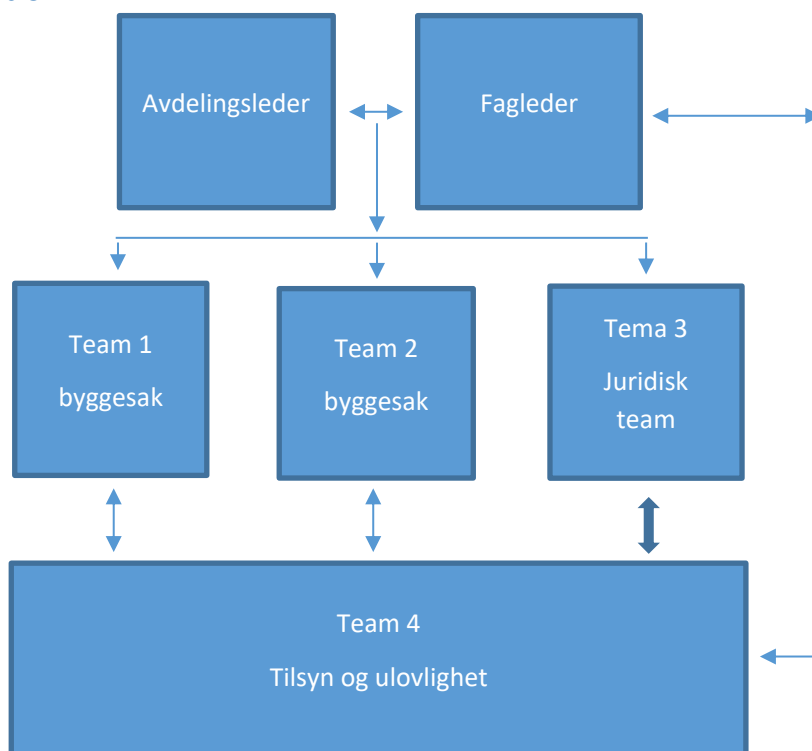 Avdelingsleder
Fagleder
Team 1
byggesak
Team 2
byggesak
Tema 3
Juridisk
team
Team 4
Tilsyn og ulovlighet